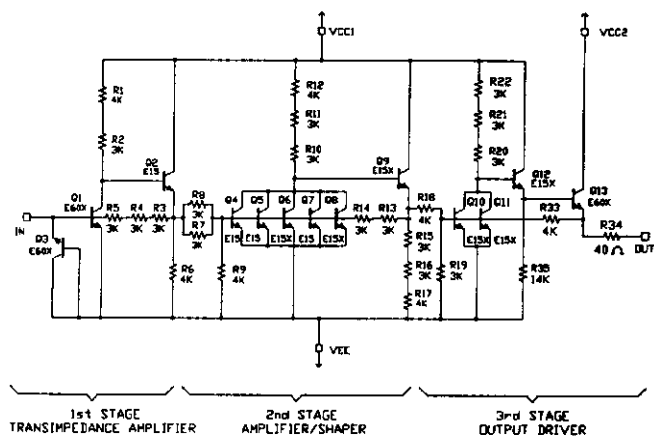 VCC1
VCC2
R1
4K
R2
3K
R12
4K
R11
3K
R10
3K
R22
3K
R21
3K
R20
3K
Q2
E15
Q9
E15X
Q12
E15X
Q13
E60X
Q1
E60X
R5
3K
R4
3K
R3
3K
R8
3K
R7
3K
Q4
E15
Q5
E15
Q6
E15X
Q7
E15
Q8
E15X
R14
3K
R13
3K
R18
4K
Q10
E15X
Q11
E15X
R33
4K
R34
40Ω
IN
OUT
Q3
E60X
R6
4K
R9
4K
R15
3K
R16
3K
R17
4K
R19
3K
R35
14K
VEE
1st STAGE
TRANSIMPEDANCE AMPLIFIER
2nd STAGE
AMPLIFIER/SHAPER
3rd STAGE
OUTPUT DRIVER